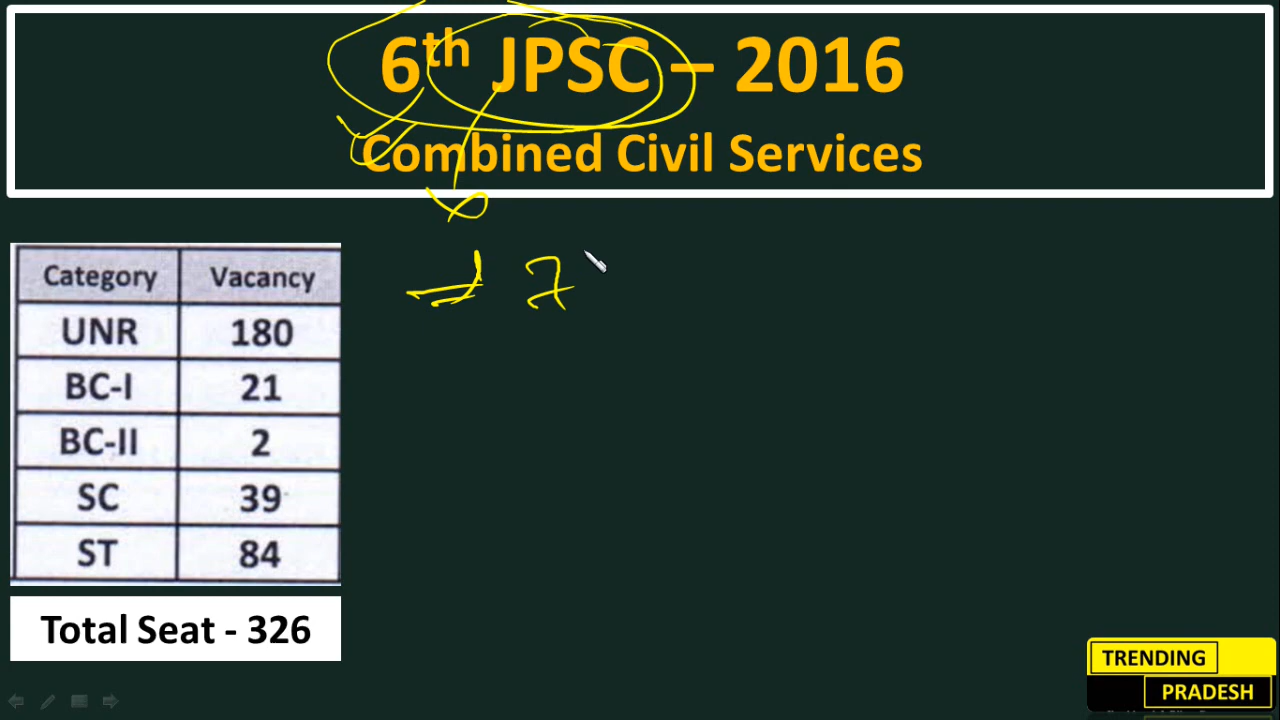 6th JPSC – 2016
Combined Civil Services
7
Category Vacancy
UNR 180
BC-I 21
BC-II 2
SC 39
ST 84
Total Seat - 326
TRENDING
PRADESH